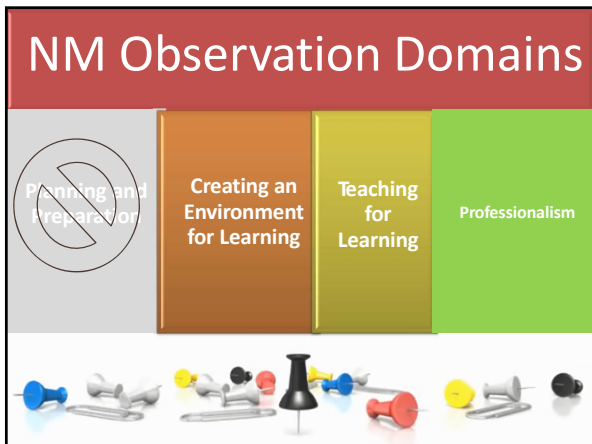 NM Observation Domains
Planning and
Preparation
Creating an
Environment
for Learning
Teaching
for
Learning
Professionalism